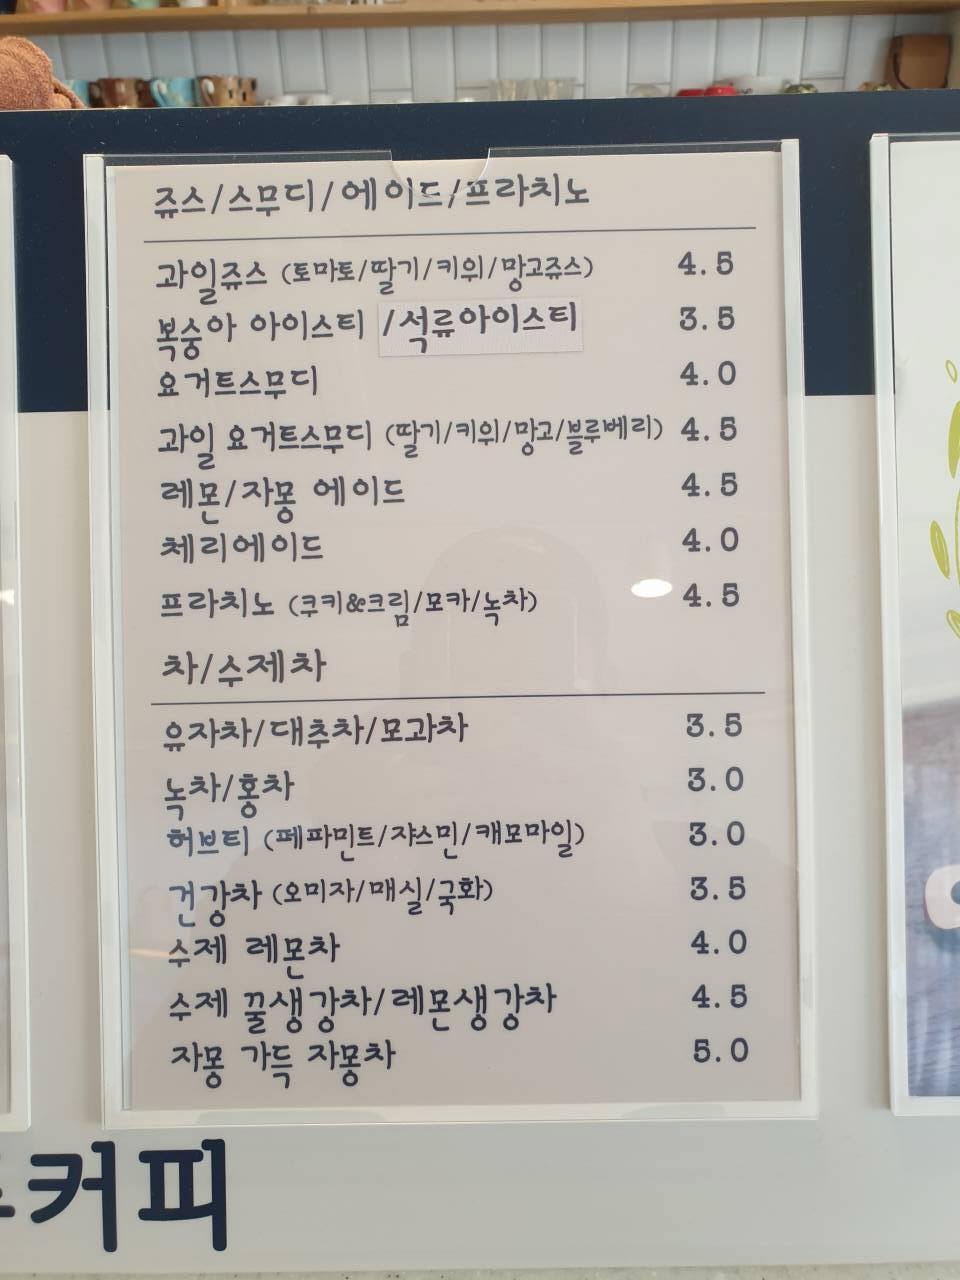 쥬스/스무디/에이드/프라치노
과일쥬스 (토마토/딸기/키위/망고쥬스) 4.5
복숭아 아이스티 /석류아이스티 3.5
요거트스무디 4.0
과일 요거트스무디 (딸기/키위/망고/블루베리) 4.5
레몬/자몽 에이드 4.5
체리에이드 4.0
프라치노 (쿠키&크림/모카/녹차) 4.5
차/수제차
유자차/대추차/모과차 3.5
녹차/홍차 3.0
허브티 (페파민트/쟈스민/캐모마일) 3.0
건강차 (오미자/매실/국화) 3.5
수제 레몬차 4.0
수제 꿀생강차/레몬생강차 4.5
자몽 가득 자몽차 5.0
커피